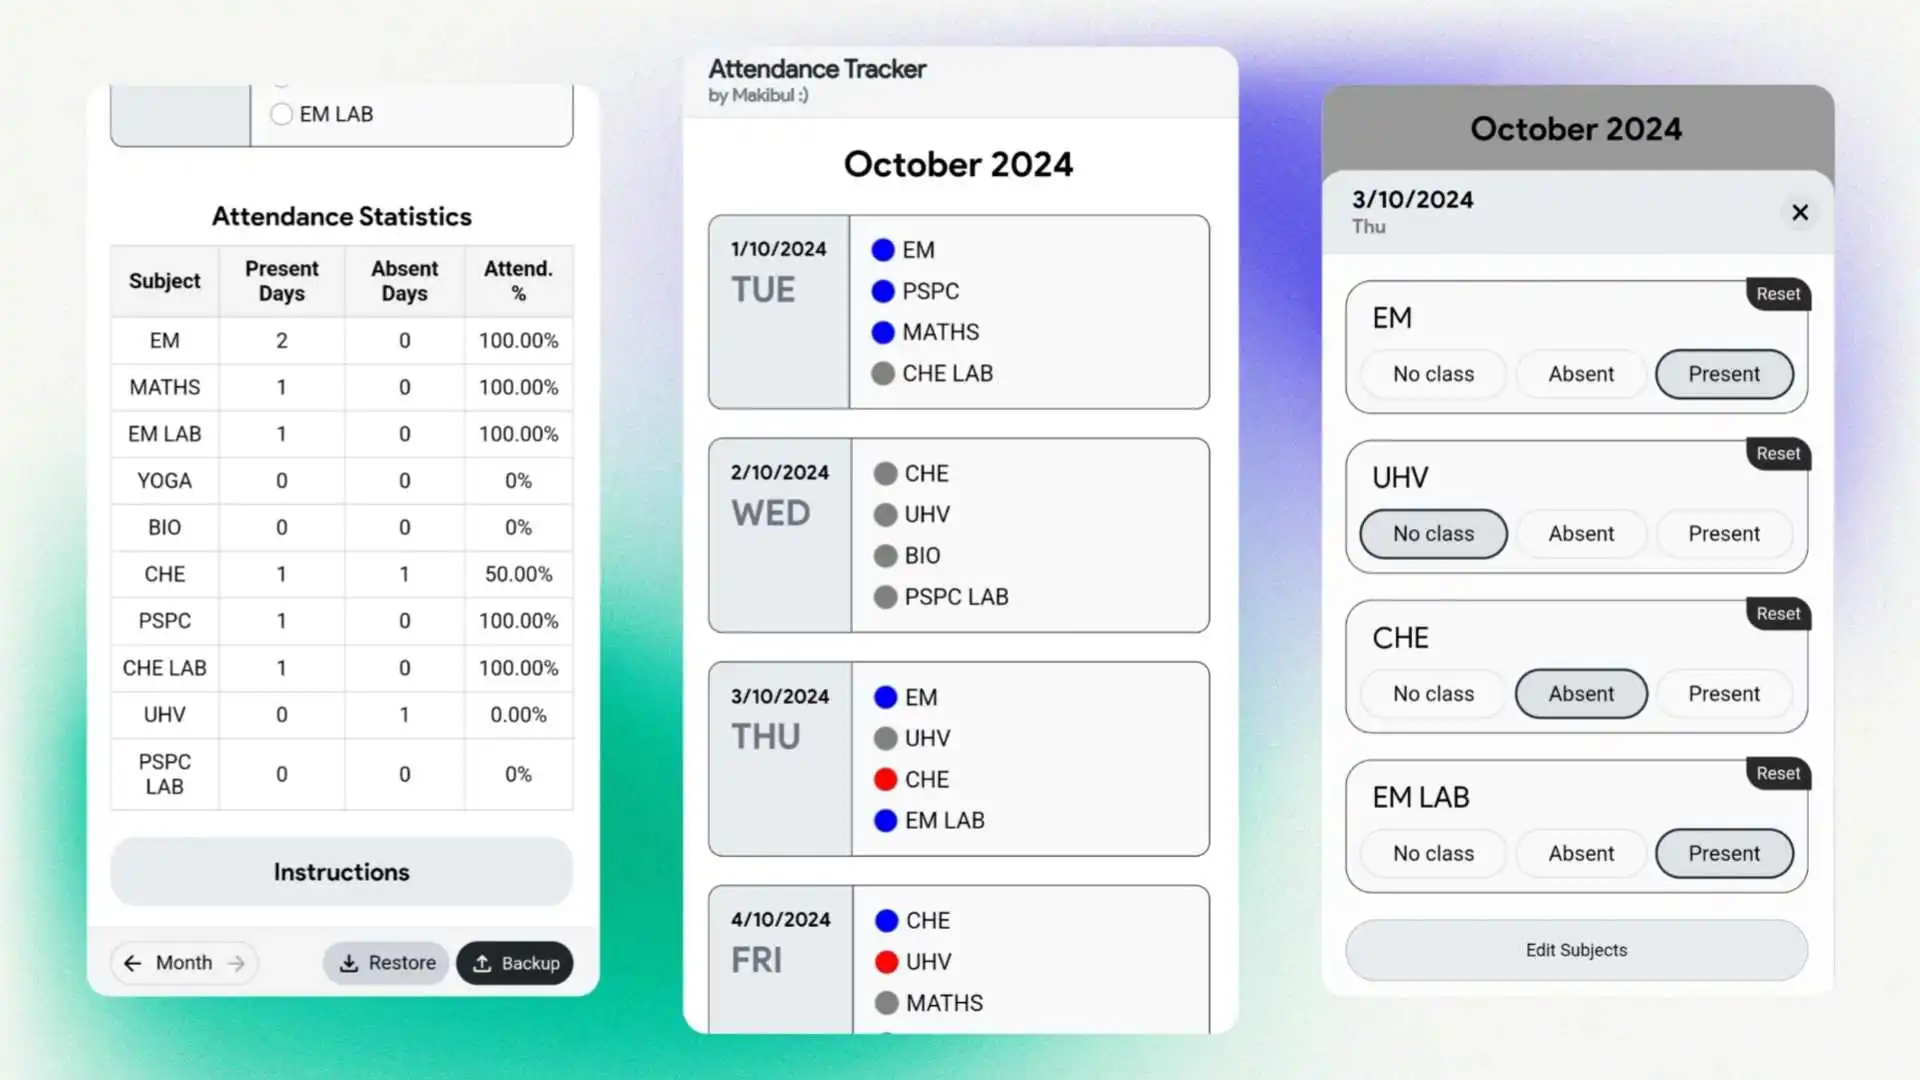 EM LAB
Attendance Statistics
Subject Present Days Absent Days Attend. %
EM 2 0 100.00%
MATHS 1 0 100.00%
EM LAB 1 0 100.00%
YOGA 0 0 0%
BIO 0 0 0%
CHE 1 1 50.00%
PSPC 1 0 100.00%
CHE LAB 1 0 100.00%
UHV 0 1 0.00%
PSPC LAB 0 0 0%
Instructions
Month Restore Backup
Attendance Tracker
by Makibul :)
October 2024
1/10/2024
TUE
EM
PSPC
MATHS
CHE LAB
2/10/2024
WED
CHE
UHV
BIO
PSPC LAB
3/10/2024
THU
EM
UHV
CHE
EM LAB
4/10/2024
FRI
CHE
UHV
MATHS
October 2024
3/10/2024
Thu
Reset
EM
No class Absent Present
Reset
UHV
No class Absent Present
Reset
CHE
No class Absent Present
Reset
EM LAB
No class Absent Present
Edit Subjects